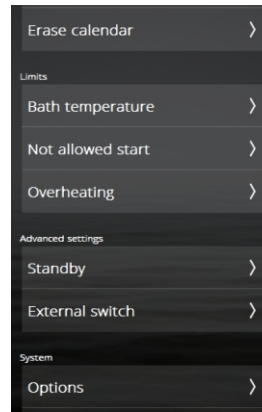 Erase calendar
Limits
Bath temperature
Not allowed start
Overheating
Advanced settings
Standby
External switch
System
Options